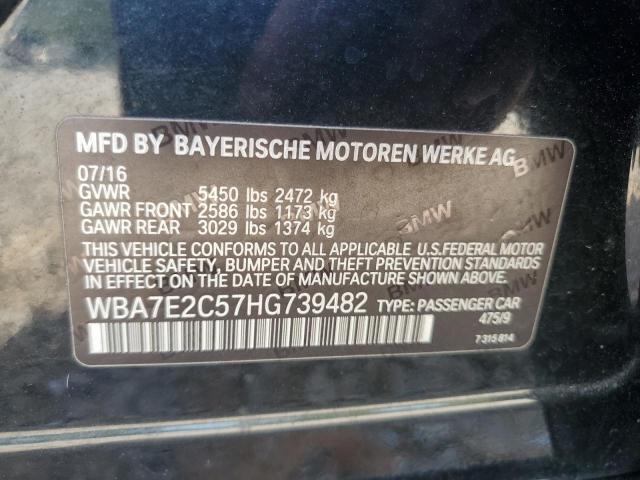 MFD BY BAYERISCHE MOTOREN WERKE AG
07/16
GVWR 5450 lbs 2472 kg
GAWR FRONT 2586 lbs 1173 kg
GAWR REAR 3029 lbs 1374 kg
THIS VEHICLE CONFORMS TO ALL APPLICABLE U.S.FEDERAL MOTOR
VEHICLE SAFETY, BUMPER AND THEFT PREVENTION STANDARDS
IN EFFECT ON THE DATE OF MANUFACTURE SHOWN ABOVE.
WBA7E2C57HG739482 TYPE: PASSENGER CAR
475/9
7315814